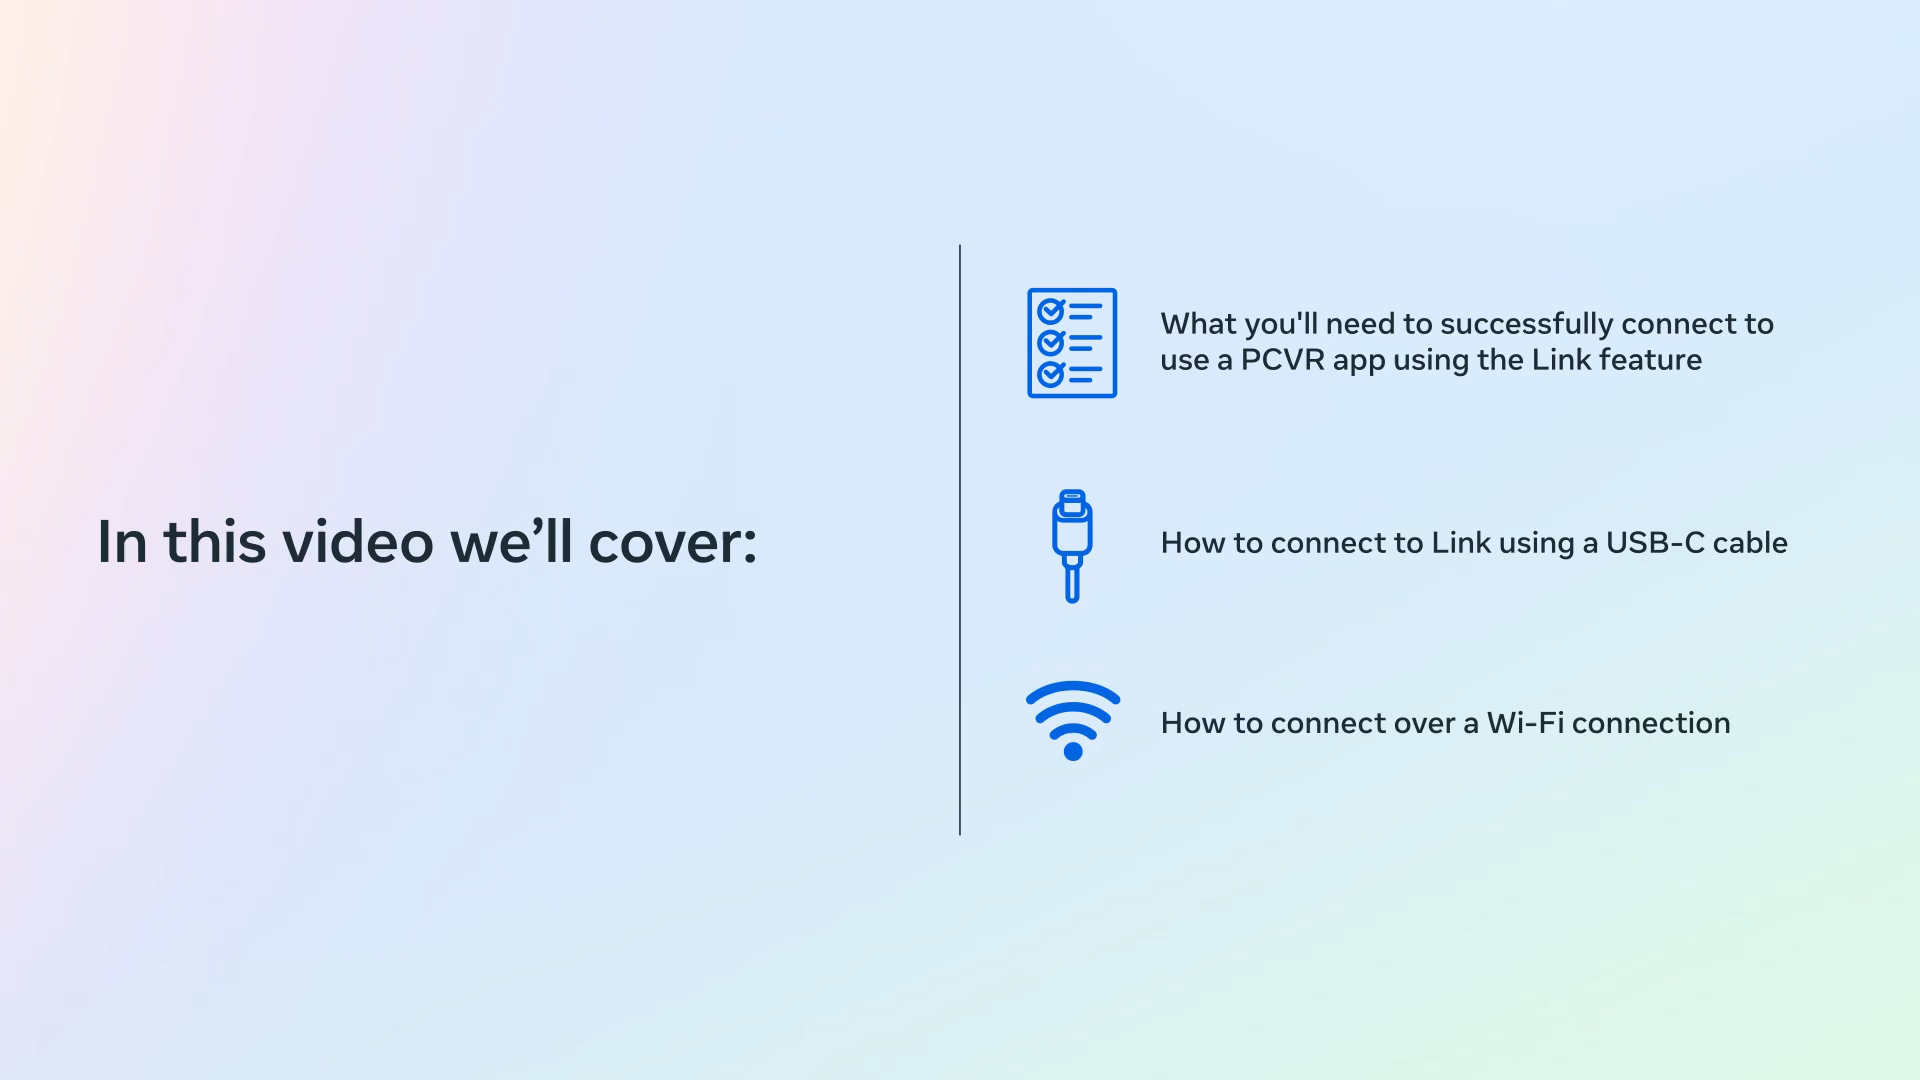 In this video we’ll cover:
What you'll need to successfully connect to
use a PCVR app using the Link feature
How to connect to Link using a USB-C cable
How to connect over a Wi-Fi connection